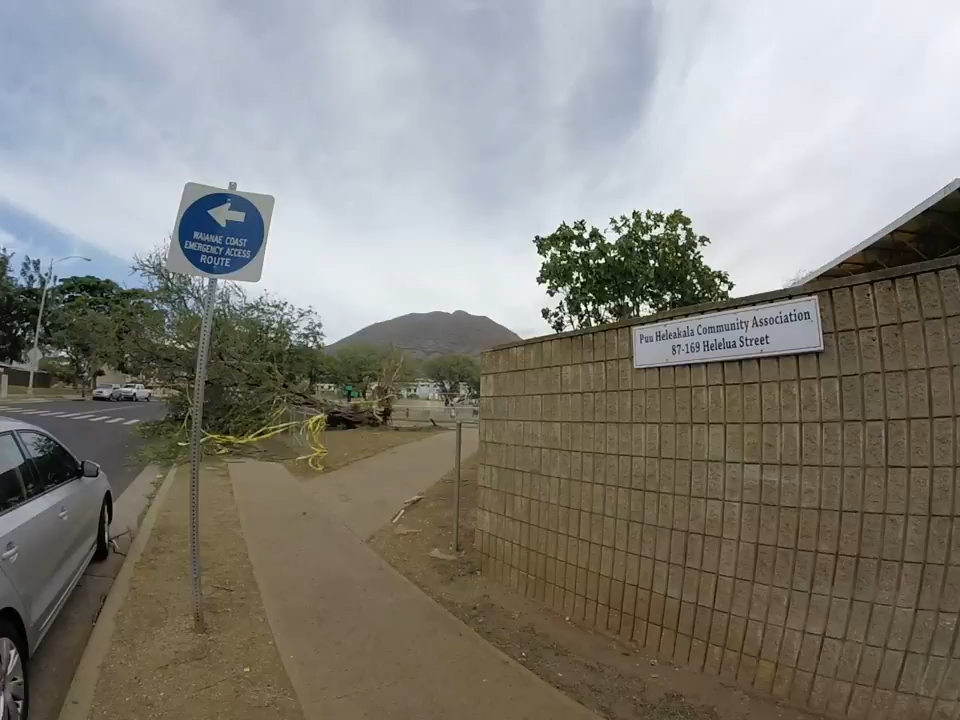 WAIANAE COAST
EMERGENCY ACCESS
ROUTE
Puu Heleakala Community Association
87-169 Helelua Street